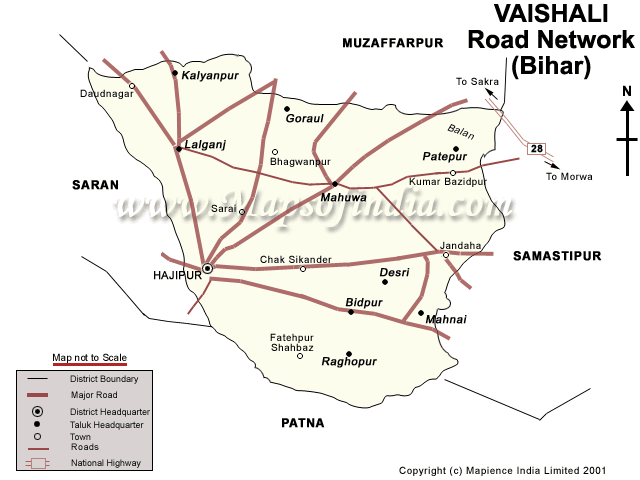 VAISHALI
Road Network
(Bihar)
MUZAFFARPUR
To Sakra
Daudnagar
Kalyanpur
N
Goraul
Balan
28
Lalganj
Bhagwanpur
Patepur
To Morwa
Kumar Bazidpur
SARAN
Mahuwa
www.Mapsofindia.com
Sarai
Jandaha
SAMASTIPUR
Chak Sikander
HAJIPUR
Desri
Bidpur
Mahnai
Fatehpur
Shahbaz
Raghopur
Map not to Scale
District Boundary
Major Road
District Headquarter
Taluk Headquarter
Town
Roads
National Highway
PATNA
Copyright (c) Mapience India Limited 2001